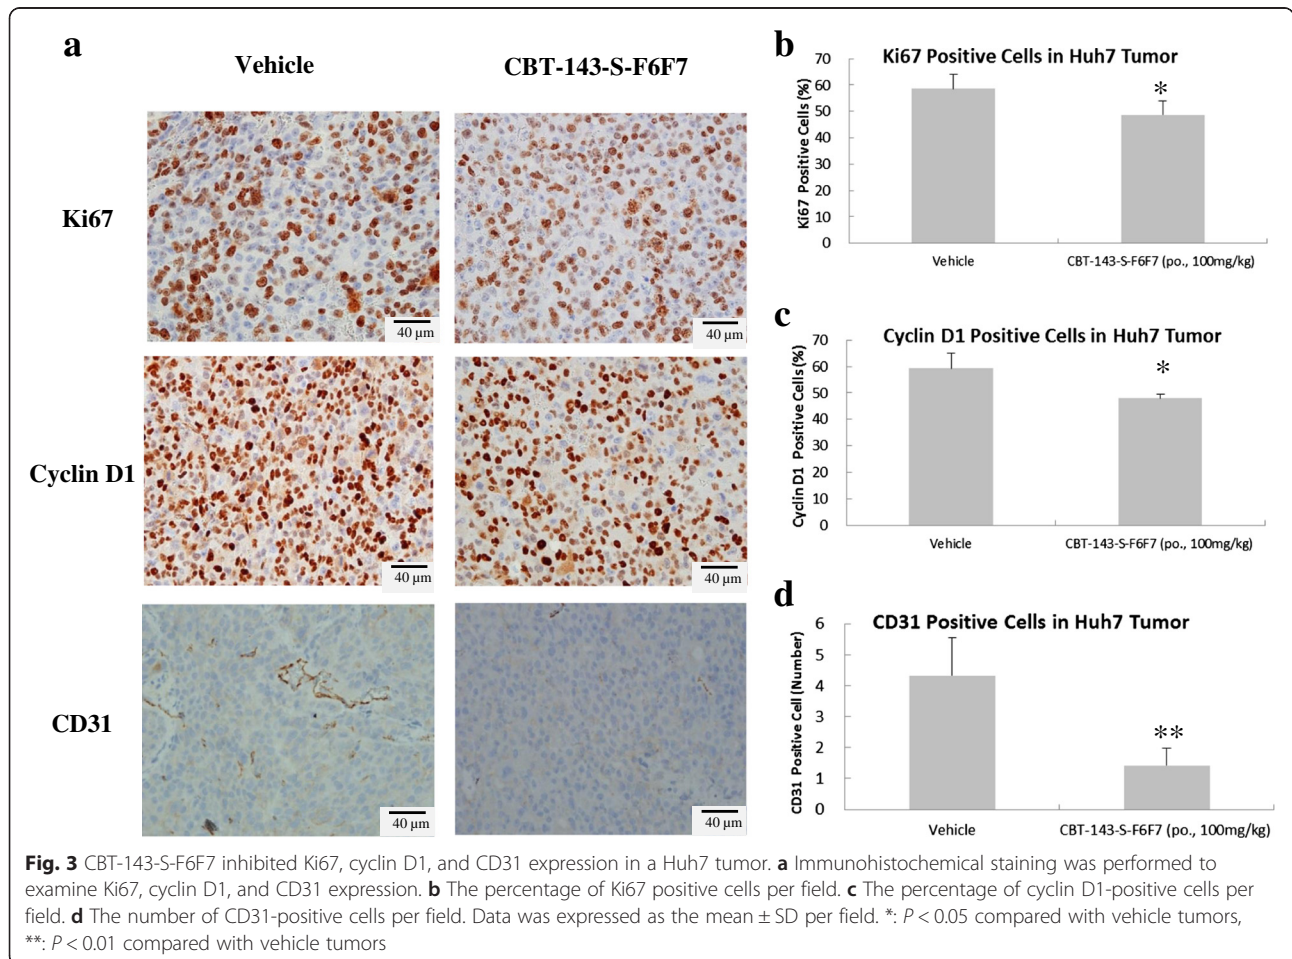 a
Vehicle
CBT-143-S-F6F7
Ki67
40 µm
40 µm
Cyclin D1
40 µm
40 µm
CD31
40 µm
40 µm
b
Ki67 Positive Cells in Huh7 Tumor
Ki67 Positive Cells (%)
70
60
50
40
30
20
10
0
*
Vehicle
CBT-143-S-F6F7 (po., 100mg/kg)
c
Cyclin D1 Positive Cells in Huh7 Tumor
Cyclin D1 Positive Cells (%)
70
60
50
40
30
20
10
0
*
Vehicle
CBT-143-S-F6F7 (po., 100mg/kg)
d
CD31 Positive Cells in Huh7 Tumor
CD31 Positive Cell (Number)
6
5
4
3
2
1
0
**
Vehicle
CBT-143-S-F6F7 (po., 100mg/kg)
Fig. 3 CBT-143-S-F6F7 inhibited Ki67, cyclin D1, and CD31 expression in a Huh7 tumor. a Immunohistochemical staining was performed to
examine Ki67, cyclin D1, and CD31 expression. b The percentage of Ki67 positive cells per field. c The percentage of cyclin D1-positive cells per
field. d The number of CD31-positive cells per field. Data was expressed as the mean ± SD per field. *: P < 0.05 compared with vehicle tumors,
**: P < 0.01 compared with vehicle tumors